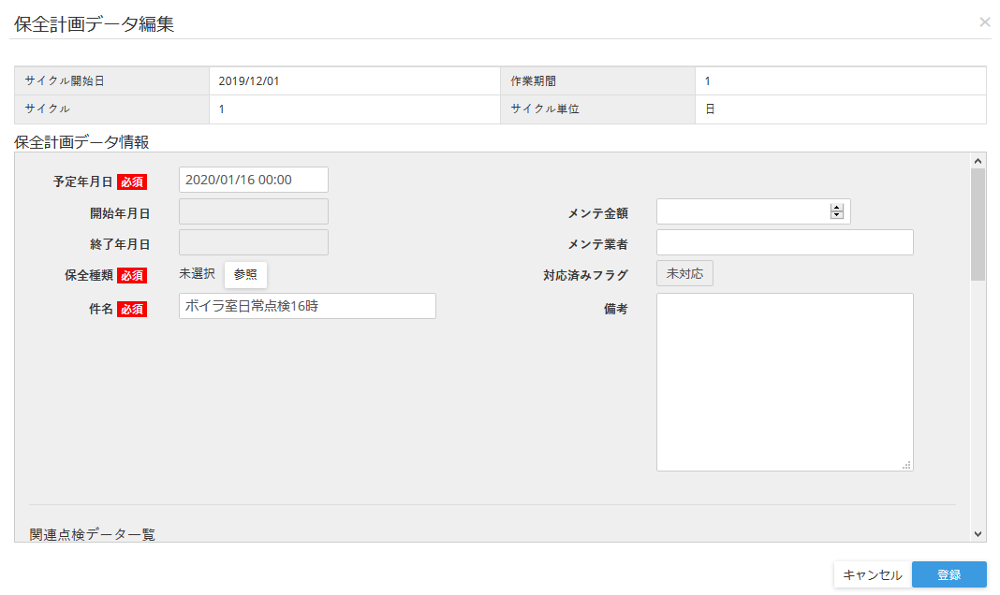 保全計画データ編集
×
サイクル開始日 2019/12/01 作業期間 1
サイクル 1 サイクル単位 日
保全計画データ情報
予定年月日 必須 2020/01/16 00:00
開始年月日 メンテ金額
終了年月日 メンテ業者
保全種類 必須 未選択 参照 対応済みフラグ 未対応
件名 必須 ボイラ室日常点検16時 備考
関連点検データ一覧
キャンセル 登録